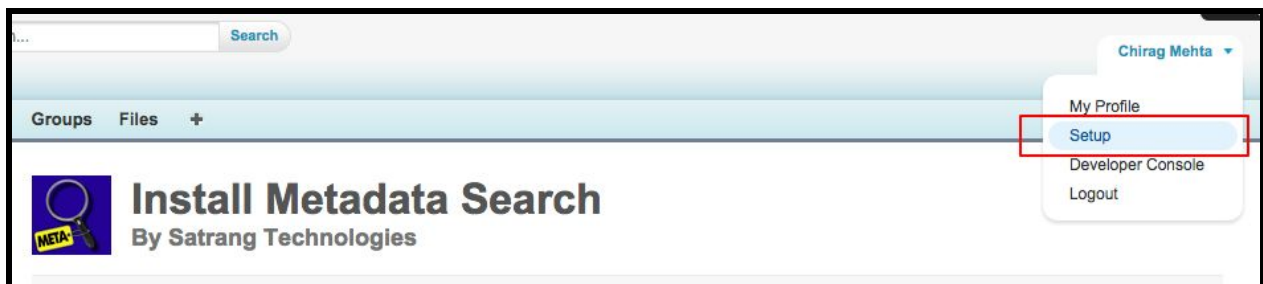 ... Search
Chirag Mehta
My Profile
Groups Files +
Setup
Developer Console
Logout
Install Metadata Search
META-
By Satrang Technologies